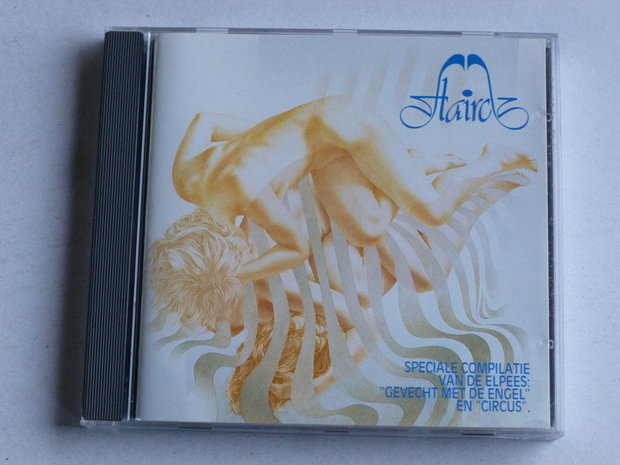 flairck
SPECIALE COMPILATIE
VAN DE ELPEES:
"GEVECHT MET DE ENGEL"
EN "CIRCUS".